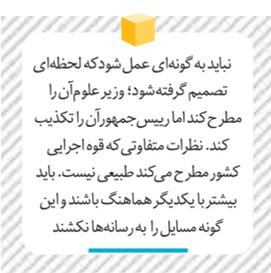 نباید به گونه‌ای عمل شود که لحظه‌ای
تصمیم گرفته شود؛ وزیر علوم آن را
مطرح کند اما رییس‌جمهور آن را تکذیب
کند. نظرات متفاوتی که قوه اجرایی
کشور مطرح می‌کند طبیعی نیست. باید
بیشتر با یکدیگر هماهنگ باشند و این
گونه مسایل را به رسانه‌ها نکشند